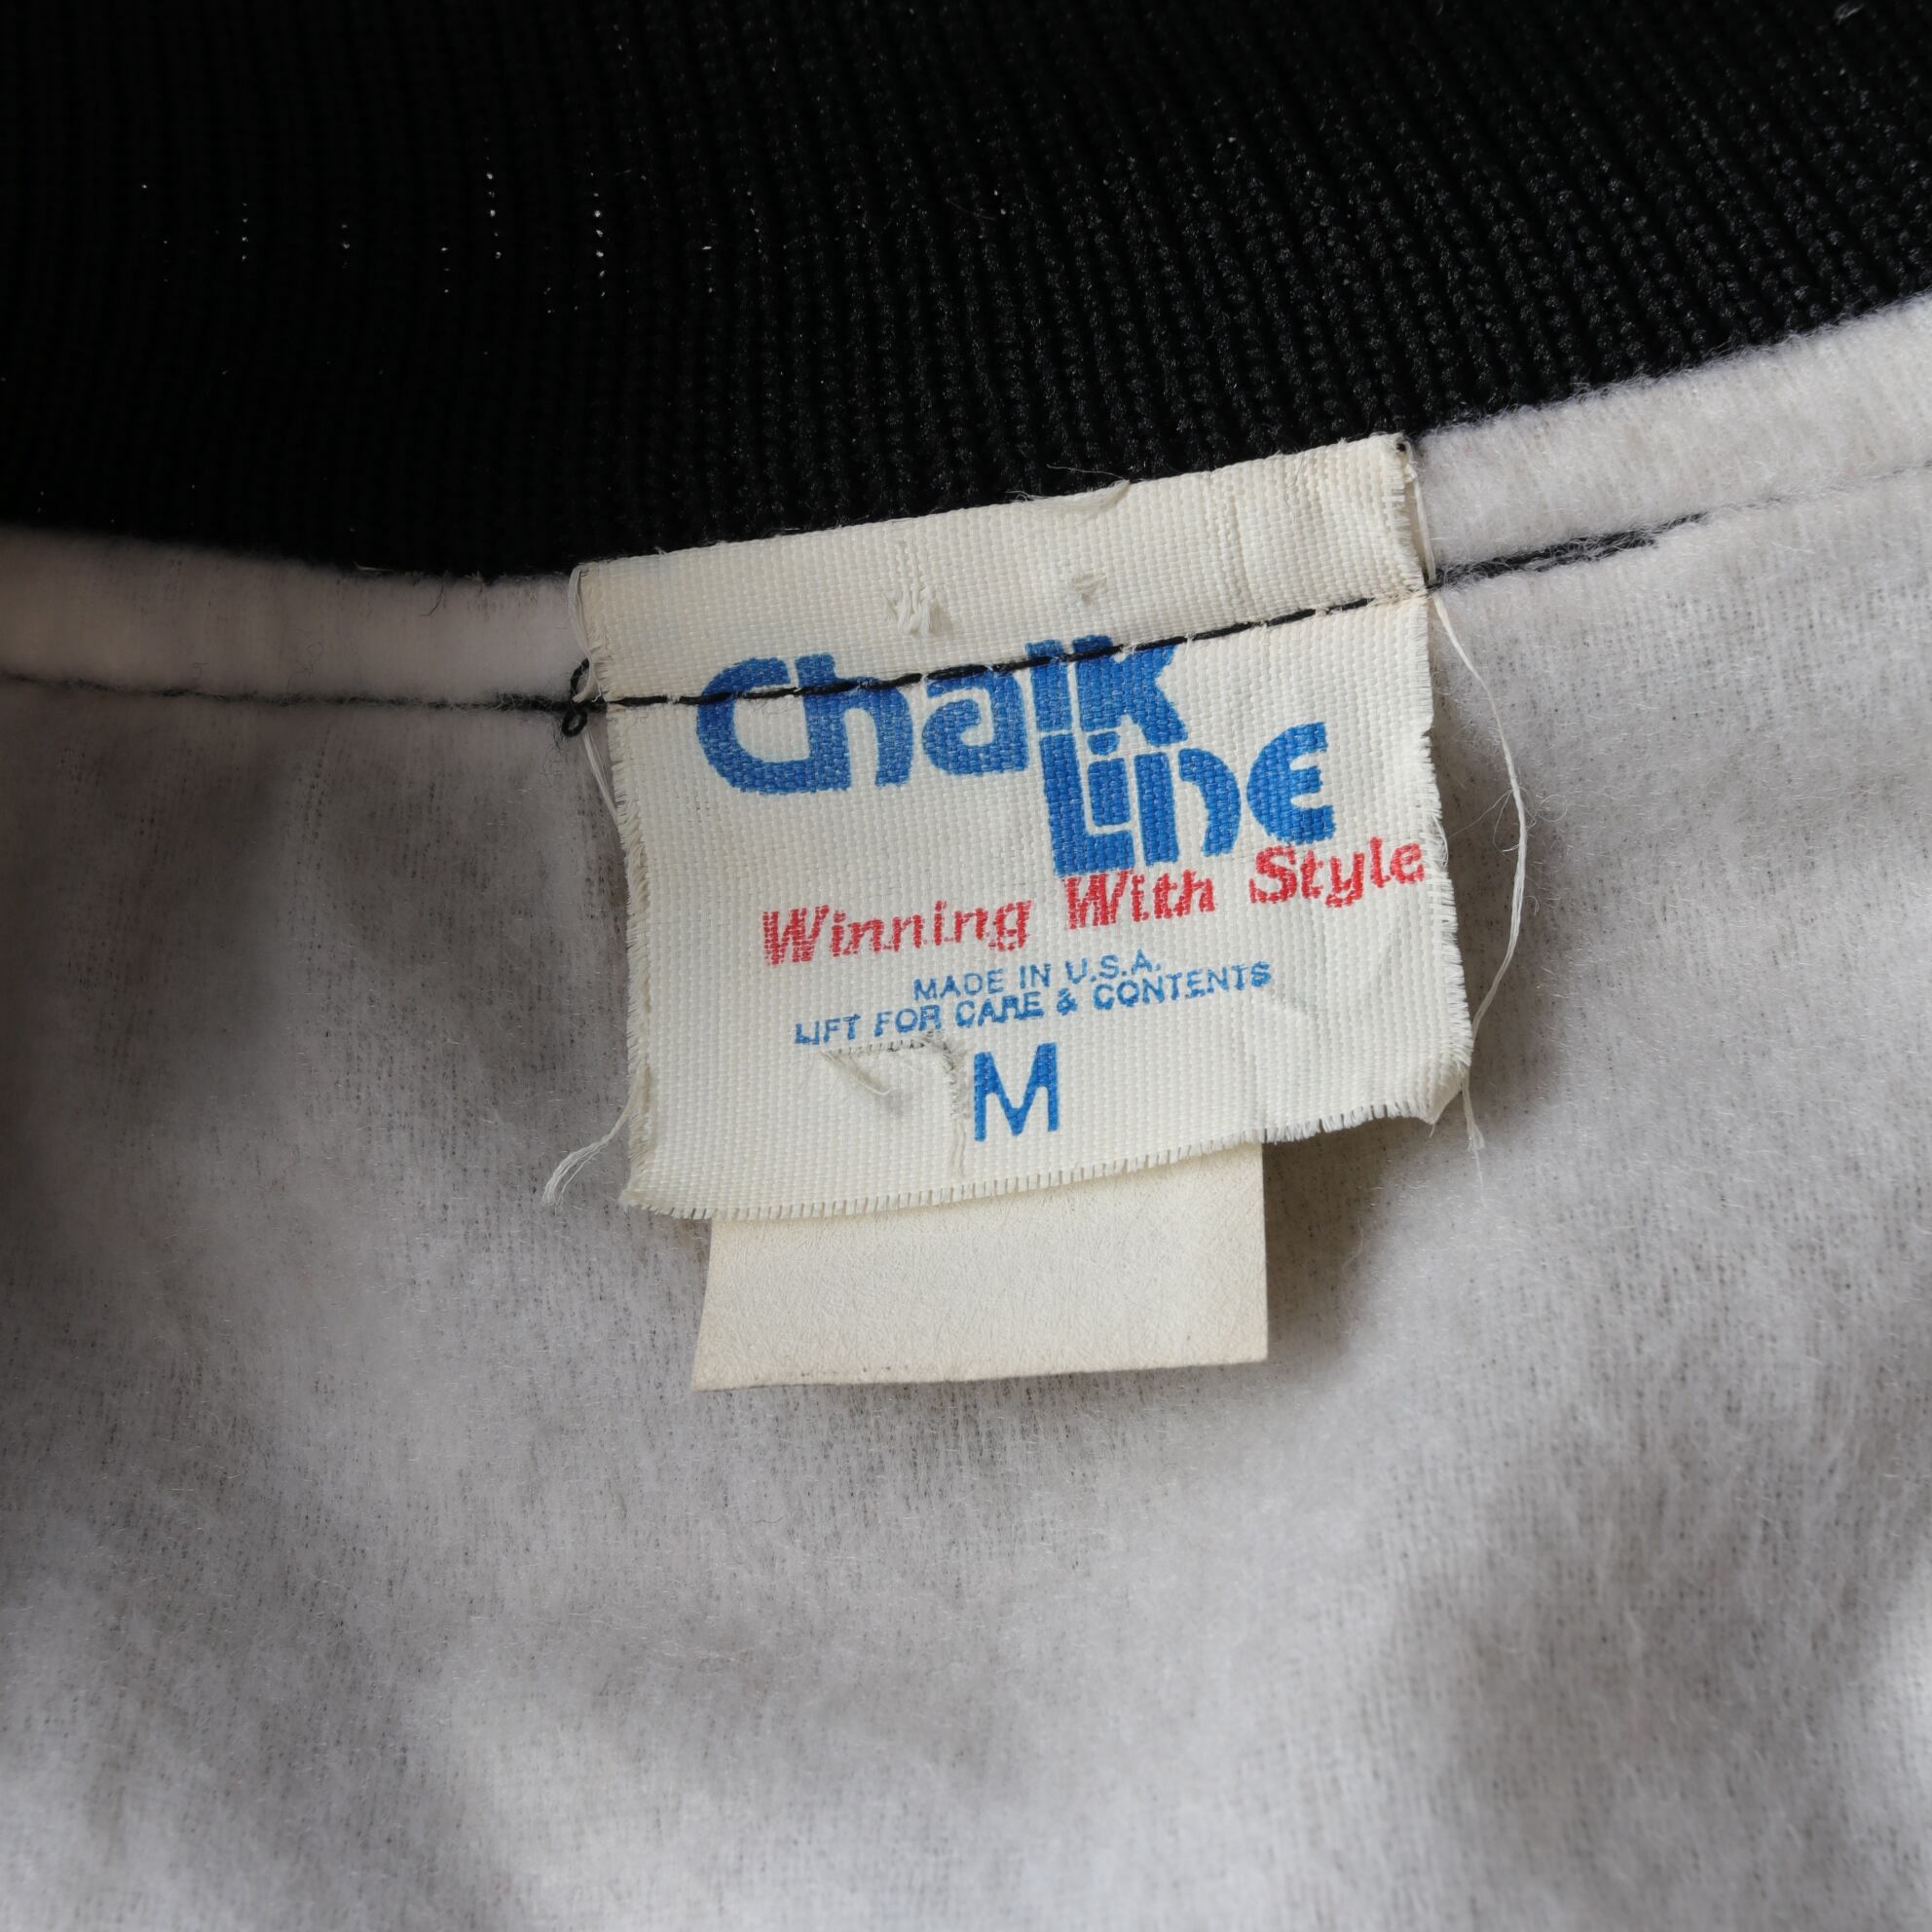 Chalk
Line
Winning With Style
MADE IN U.S.A.
LIFT FOR CARE & CONTENTS
M